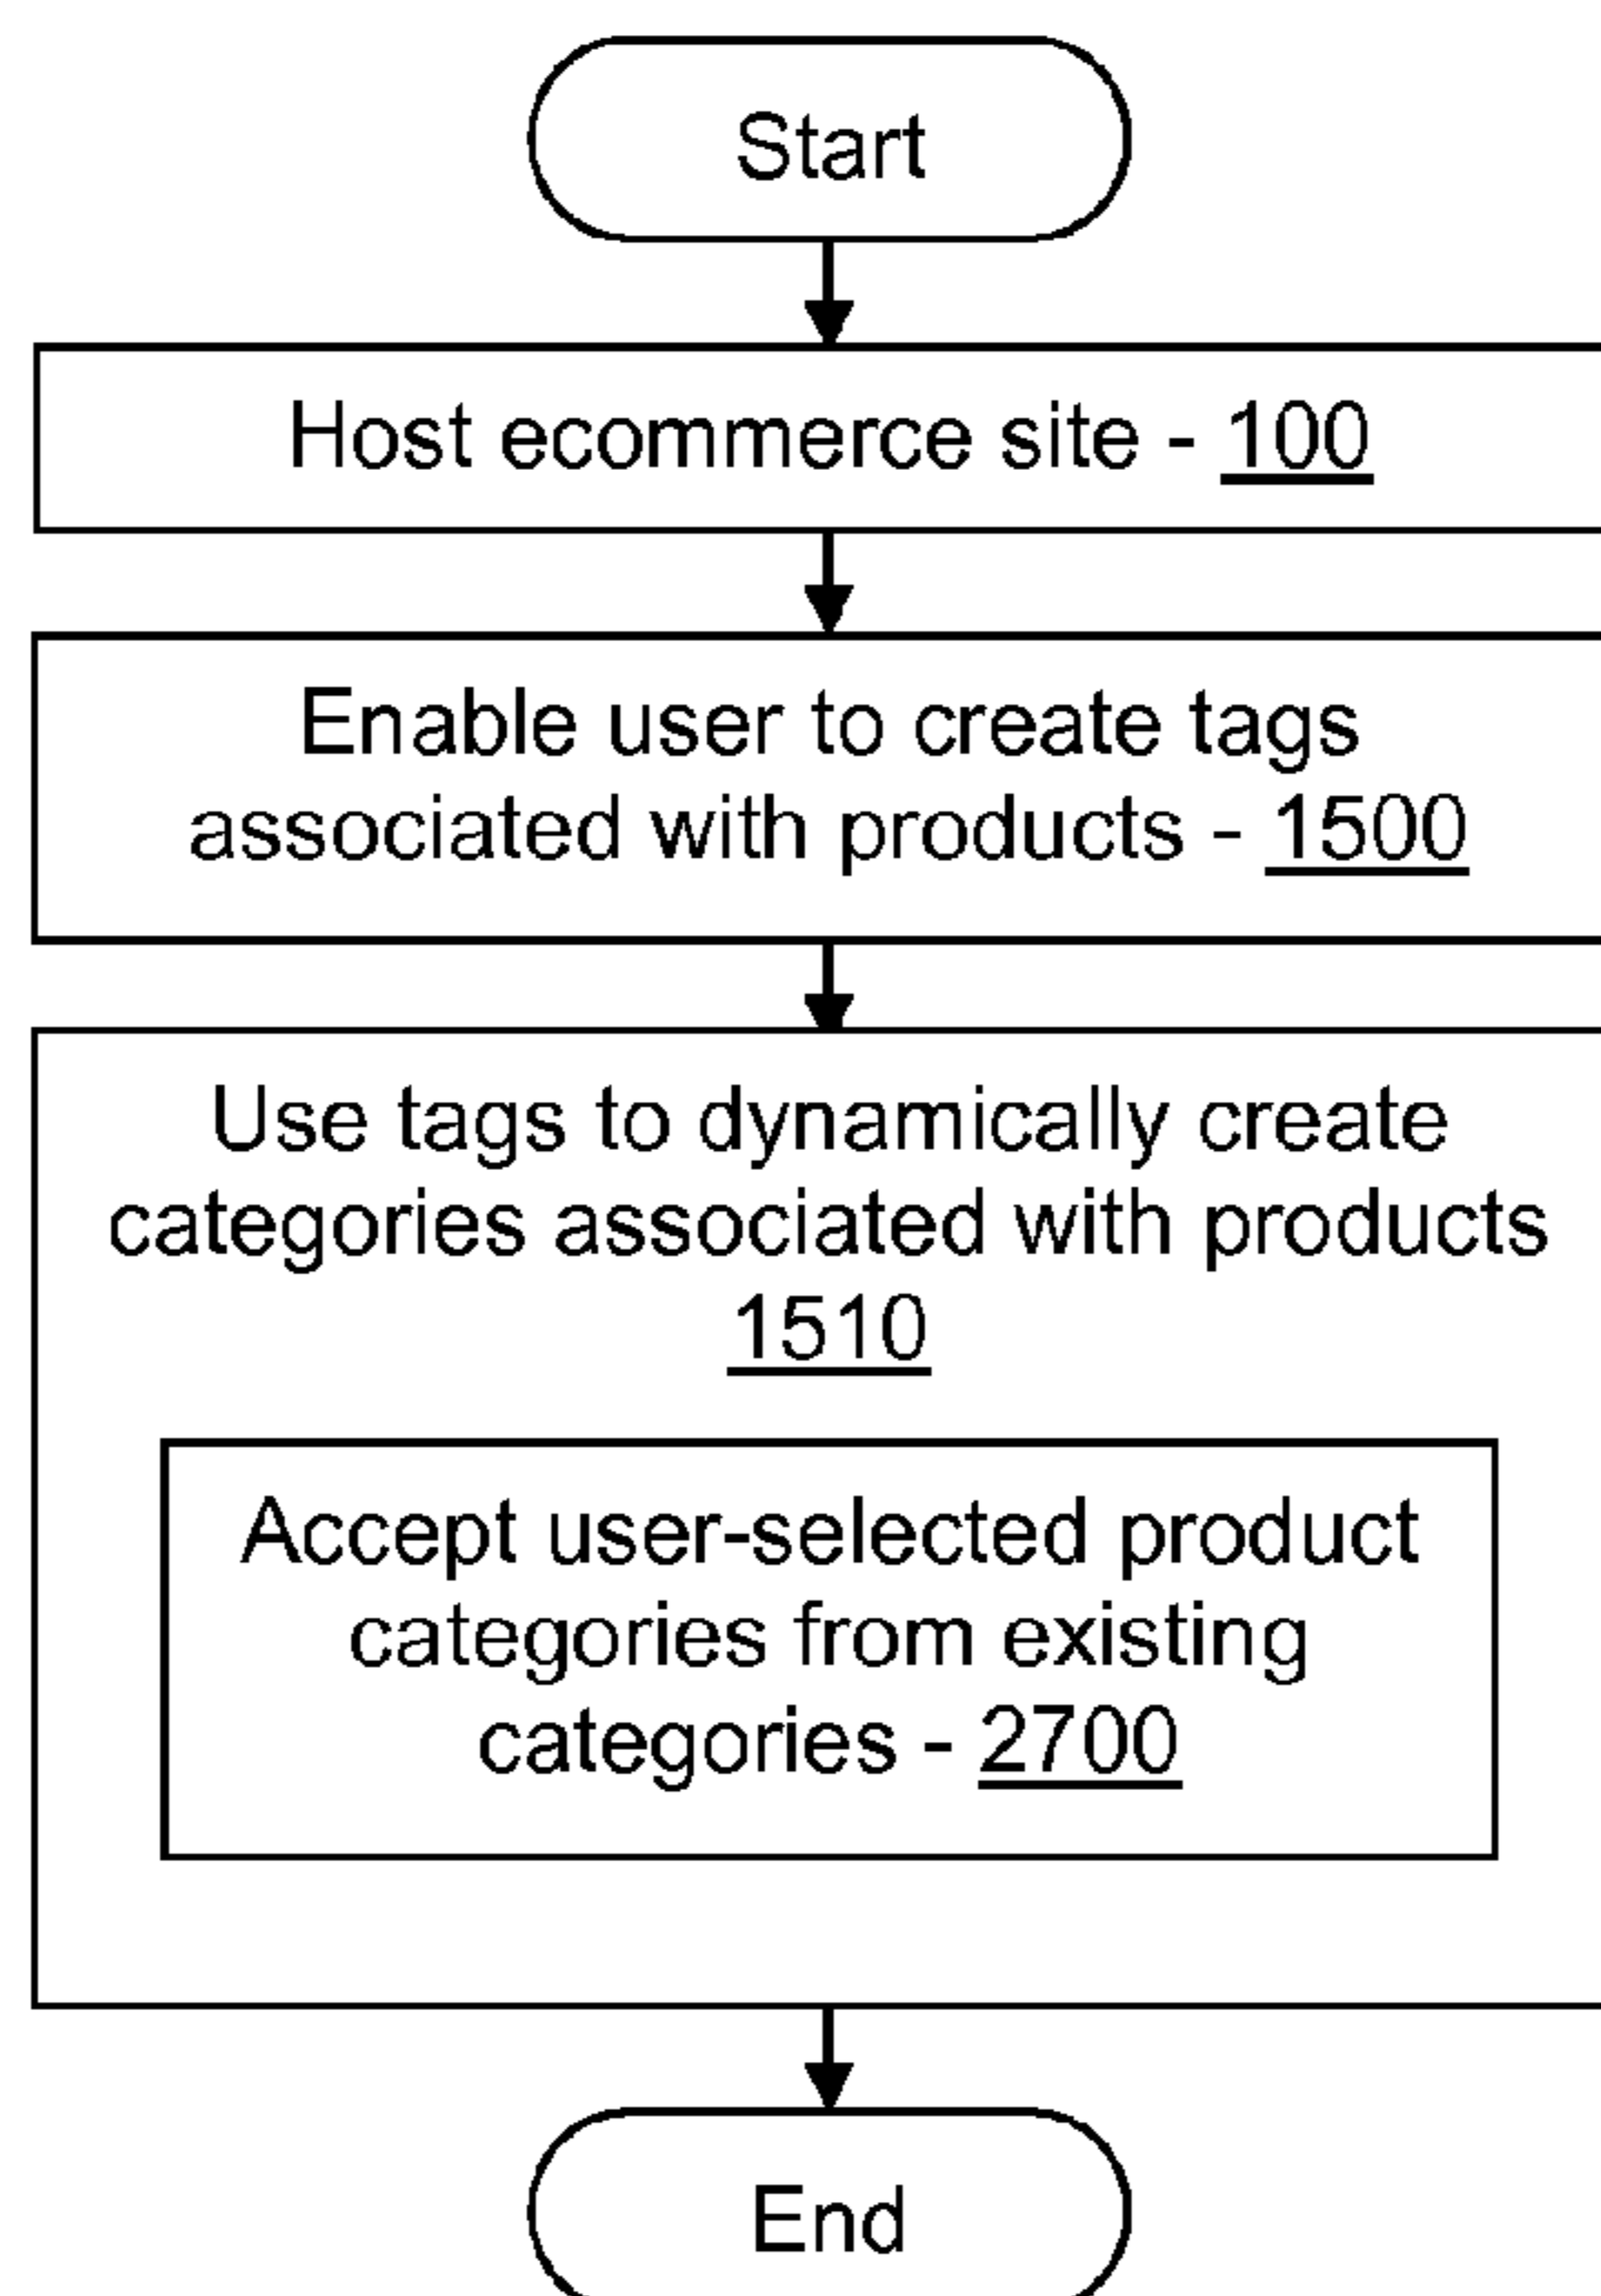 Start
Host ecommerce site - 100
Enable user to create tags
associated with products - 1500
Use tags to dynamically create
categories associated with products
1510
Accept user-selected product
categories from existing
categories - 2700
End